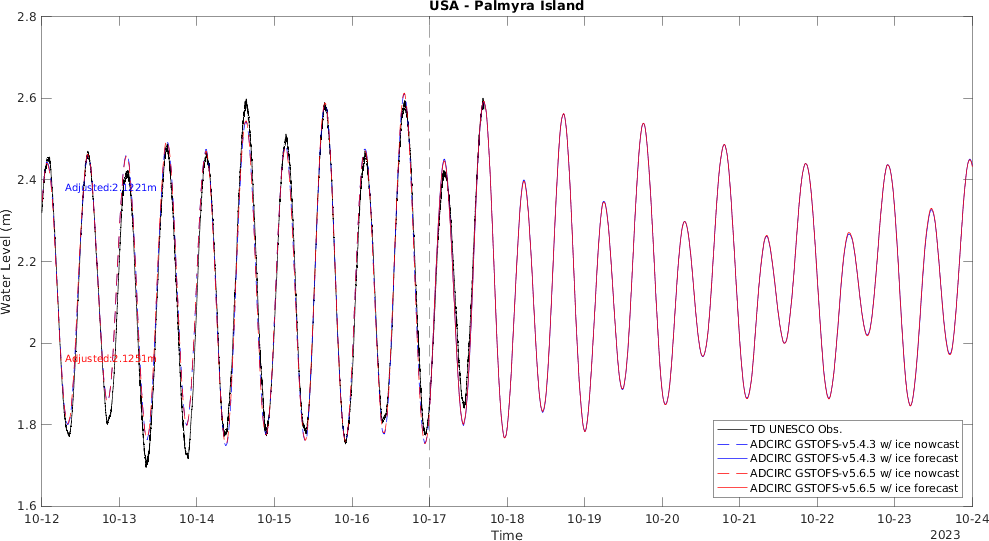 USA - Palmyra Island
2.8
2.6
2.4
2.2
2
1.8
1.6
Water Level (m)
Adjusted:2.1221m
Adjusted:2.1251m
TD UNESCO Obs.
ADCIRC GSTOFS-v5.4.3 w/ ice nowcast
ADCIRC GSTOFS-v5.4.3 w/ ice forecast
ADCIRC GSTOFS-v5.6.5 w/ ice nowcast
ADCIRC GSTOFS-v5.6.5 w/ ice forecast
10-12 10-13 10-14 10-15 10-16 10-17 10-18 10-19 10-20 10-21 10-22 10-23 10-24
Time
2023